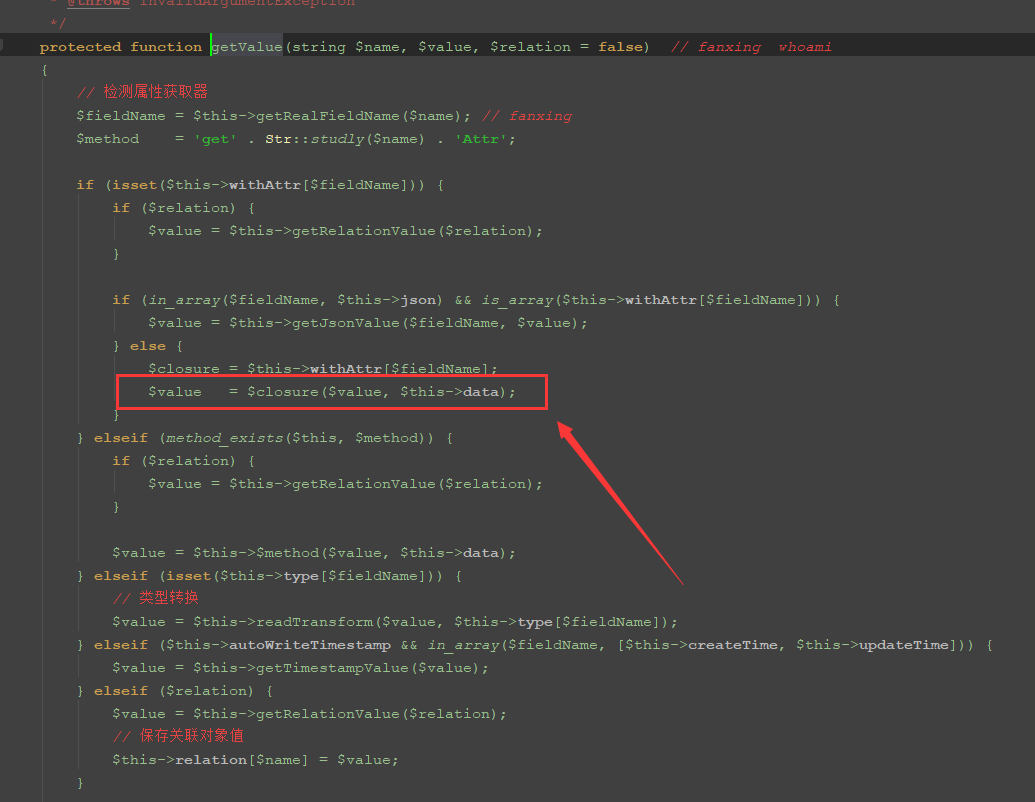 * @throws InvalidArgumentException
*/
protected function getValue(string $name, $value, $relation = false)  // fanxing  whoami
{
// 检测属性获取器
$fieldName = $this->getRealFieldName($name); // fanxing
$method    = 'get' . Str::studly($name) . 'Attr';
if (isset($this->withAttr[$fieldName])) {
if ($relation) {
$value = $this->getRelationValue($relation);
}
if (in_array($fieldName, $this->json) && is_array($this->withAttr[$fieldName])) {
$value = $this->getJsonValue($fieldName, $value);
} else {
$closure = $this->withAttr[$fieldName];
$value   = $closure($value, $this->data);
}
} elseif (method_exists($this, $method)) {
if ($relation) {
$value = $this->getRelationValue($relation);
}
$value = $this->$method($value, $this->data);
} elseif (isset($this->type[$fieldName])) {
// 类型转换
$value = $this->readTransform($value, $this->type[$fieldName]);
} elseif ($this->autoWriteTimestamp && in_array($fieldName, [$this->createTime, $this->updateTime])) {
$value = $this->getTimestampValue($value);
} elseif ($relation) {
$value = $this->getRelationValue($relation);
// 保存关联对象值
$this->relation[$name] = $value;
}